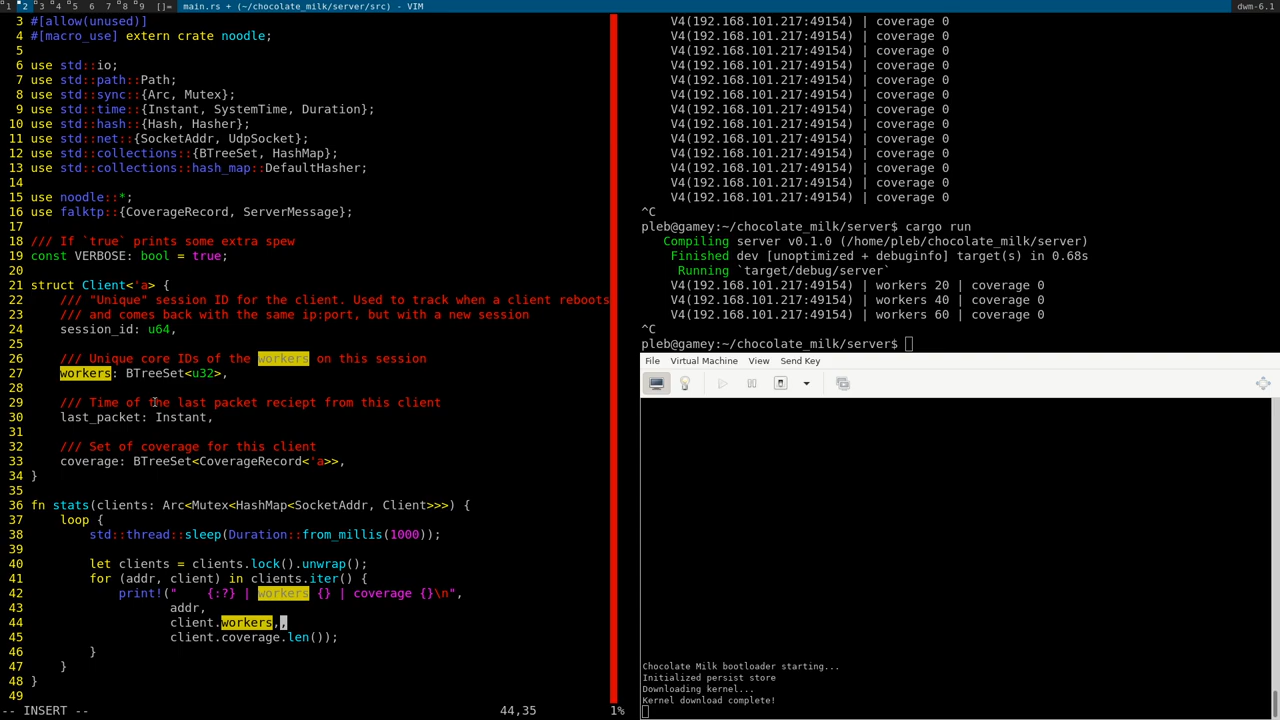 1 2 3 4 5 6 7 8 9 []= main.rs + (~/chocolate_milk/server/src) - VIM dwm-6.1
3 #[allow(unused)]
4 #[macro_use] extern crate noodle;
5
6 use std::io;
7 use std::path::Path;
8 use std::sync::{Arc, Mutex};
9 use std::time::{Instant, SystemTime, Duration};
10 use std::hash::{Hash, Hasher};
11 use std::net::{SocketAddr, UdpSocket};
12 use std::collections::{BTreeSet, HashMap};
13 use std::collections::hash_map::DefaultHasher;
14
15 use noodle::*;
16 use falktp::{CoverageRecord, ServerMessage};
17
18 /// If `true` prints some extra spew
19 const VERBOSE: bool = true;
20
21 struct Client<'a> {
22     /// "Unique" session ID for the client. Used to track when a client reboots
23     /// and comes back with the same ip:port, but with a new session
24     session_id: u64,
25
26     /// Unique core IDs of the workers on this session
27     workers: BTreeSet<u32>,
28
29     /// Time of the last packet reciept from this client
30     last_packet: Instant,
31
32     /// Set of coverage for this client
33     coverage: BTreeSet<CoverageRecord<'a>>,
34 }
35
36 fn stats(clients: Arc<Mutex<HashMap<SocketAddr, Client>>>) {
37     loop {
38         std::thread::sleep(Duration::from_millis(1000));
39
40         let clients = clients.lock().unwrap();
41         for (addr, client) in clients.iter() {
42             print!("    {:?} | workers {} | coverage {}\n",
43                    addr,
44                    client.workers,,
45                    client.coverage.len());
46         }
47     }
48 }
49
-- INSERT -- 44,35 1%
V4(192.168.101.217:49154) | coverage 0
V4(192.168.101.217:49154) | coverage 0
V4(192.168.101.217:49154) | coverage 0
V4(192.168.101.217:49154) | coverage 0
V4(192.168.101.217:49154) | coverage 0
V4(192.168.101.217:49154) | coverage 0
V4(192.168.101.217:49154) | coverage 0
V4(192.168.101.217:49154) | coverage 0
V4(192.168.101.217:49154) | coverage 0
V4(192.168.101.217:49154) | coverage 0
V4(192.168.101.217:49154) | coverage 0
V4(192.168.101.217:49154) | coverage 0
V4(192.168.101.217:49154) | coverage 0
^C
pleb@gamey:~/chocolate_milk/server$ cargo run
Compiling server v0.1.0 (/home/pleb/chocolate_milk/server)
Finished dev [unoptimized + debuginfo] target(s) in 0.68s
Running `target/debug/server`
V4(192.168.101.217:49154) | workers 20 | coverage 0
V4(192.168.101.217:49154) | workers 40 | coverage 0
V4(192.168.101.217:49154) | workers 60 | coverage 0
^C
pleb@gamey:~/chocolate_milk/server$
File Virtual Machine View Send Key
Chocolate Milk bootloader starting...
Initialized persist store
Downloading kernel...
Kernel download complete!